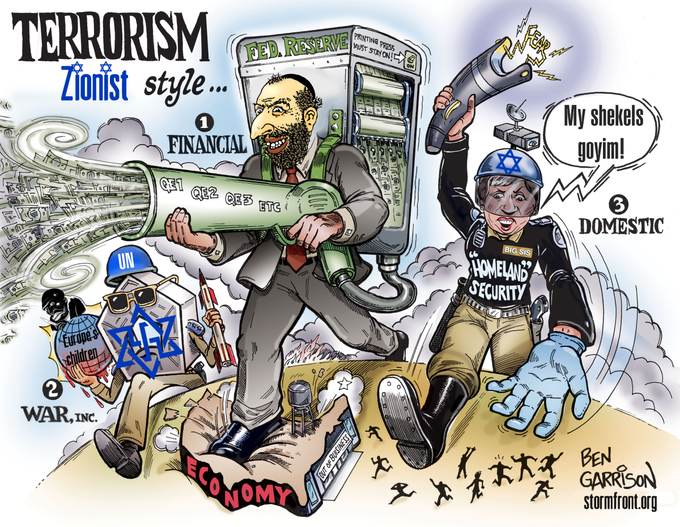 TERRORISM
Zionist style...
1
FINANCIAL
FED. RESERVE
PRINTING PRESS
MUST STAY ON!
ON
QE1 QE2 QE3 ETC
FEAR
My shekels
goyim!
3
DOMESTIC
BIG SIS
"HOMELAND"
SECURITY
UN
Europe's
children
2
WAR, INC.
OUT OF BUSINESS
ECONOMY
BEN
GARRISON
stormfront.org